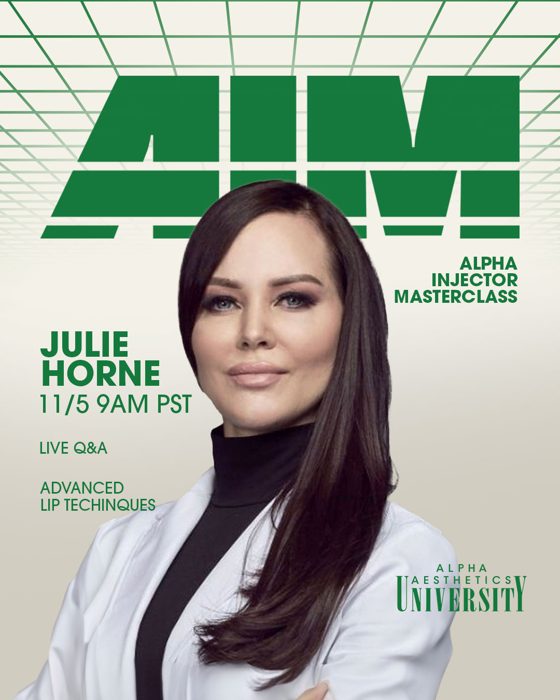 AIM
ALPHA
INJECTOR
MASTERCLASS
JULIE
HORNE
11/5 9AM PST
LIVE Q&A
ADVANCED
LIP TECHINQUES
ALPHA
AESTHETICS
UNIVERSITY